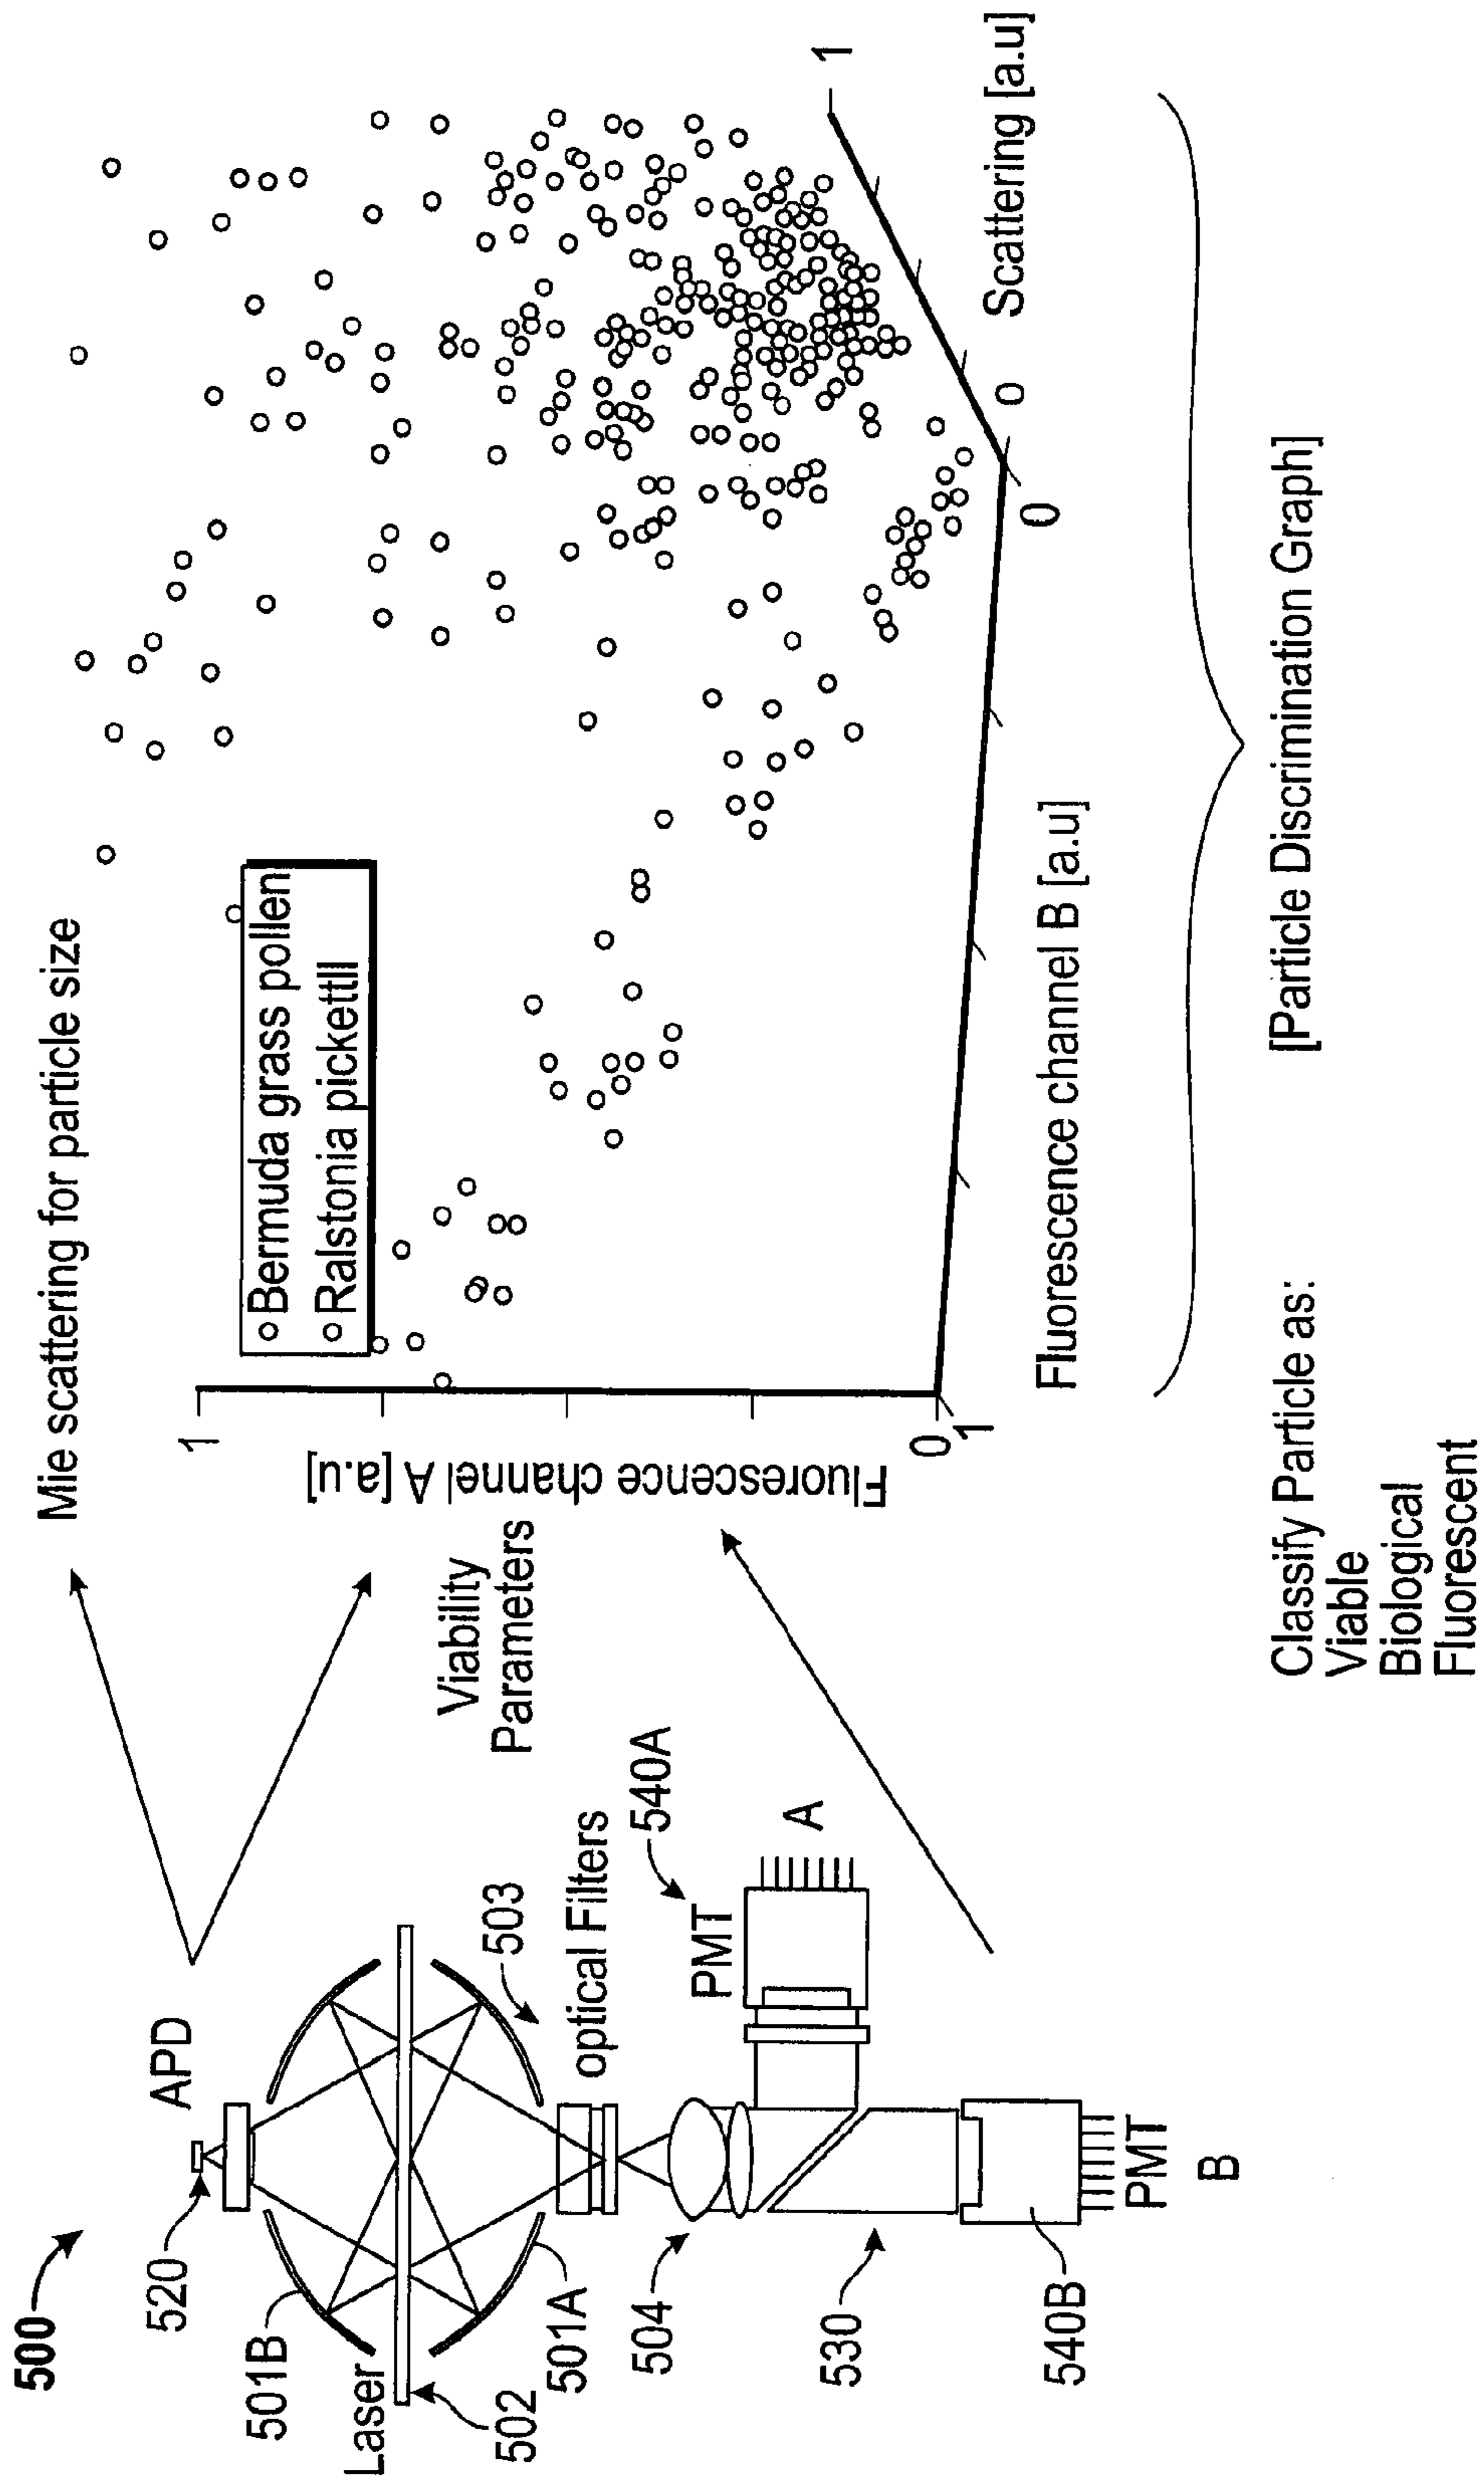 500
520
APD
501B
Laser
502
501A
503
optical Filters
504
530
540B
PMT
540A
A
PMT
B
Mie scattering for particle size
Viability
Parameters
Bermuda grass pollen
Ralstonia pickettII
Fluorescence channel A [a.u]
1
0
1
Fluorescence channel B [a.u]
0
0
Scattering [a.u]
1
[Particle Discrimination Graph]
Classify Particle as:
Viable
Biological
Fluorescent